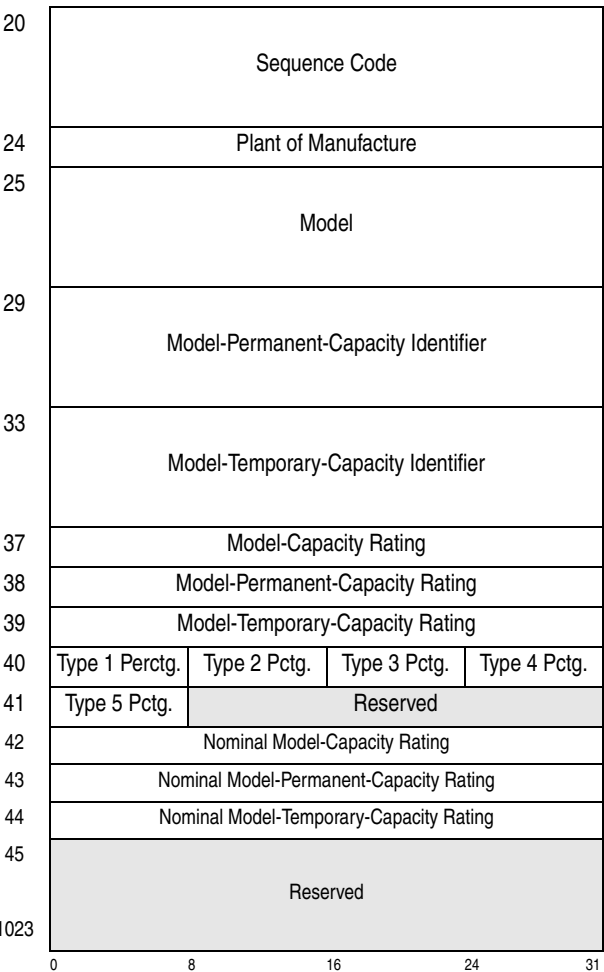 20 Sequence Code
24 Plant of Manufacture
25 Model
29 Model-Permanent-Capacity Identifier
33 Model-Temporary-Capacity Identifier
37 Model-Capacity Rating
38 Model-Permanent-Capacity Rating
39 Model-Temporary-Capacity Rating
40 Type 1 Perctg. Type 2 Pctg. Type 3 Pctg. Type 4 Pctg.
41 Type 5 Pctg. Reserved
42 Nominal Model-Capacity Rating
43 Nominal Model-Permanent-Capacity Rating
44 Nominal Model-Temporary-Capacity Rating
45
Reserved
1023
0 8 16 24 31